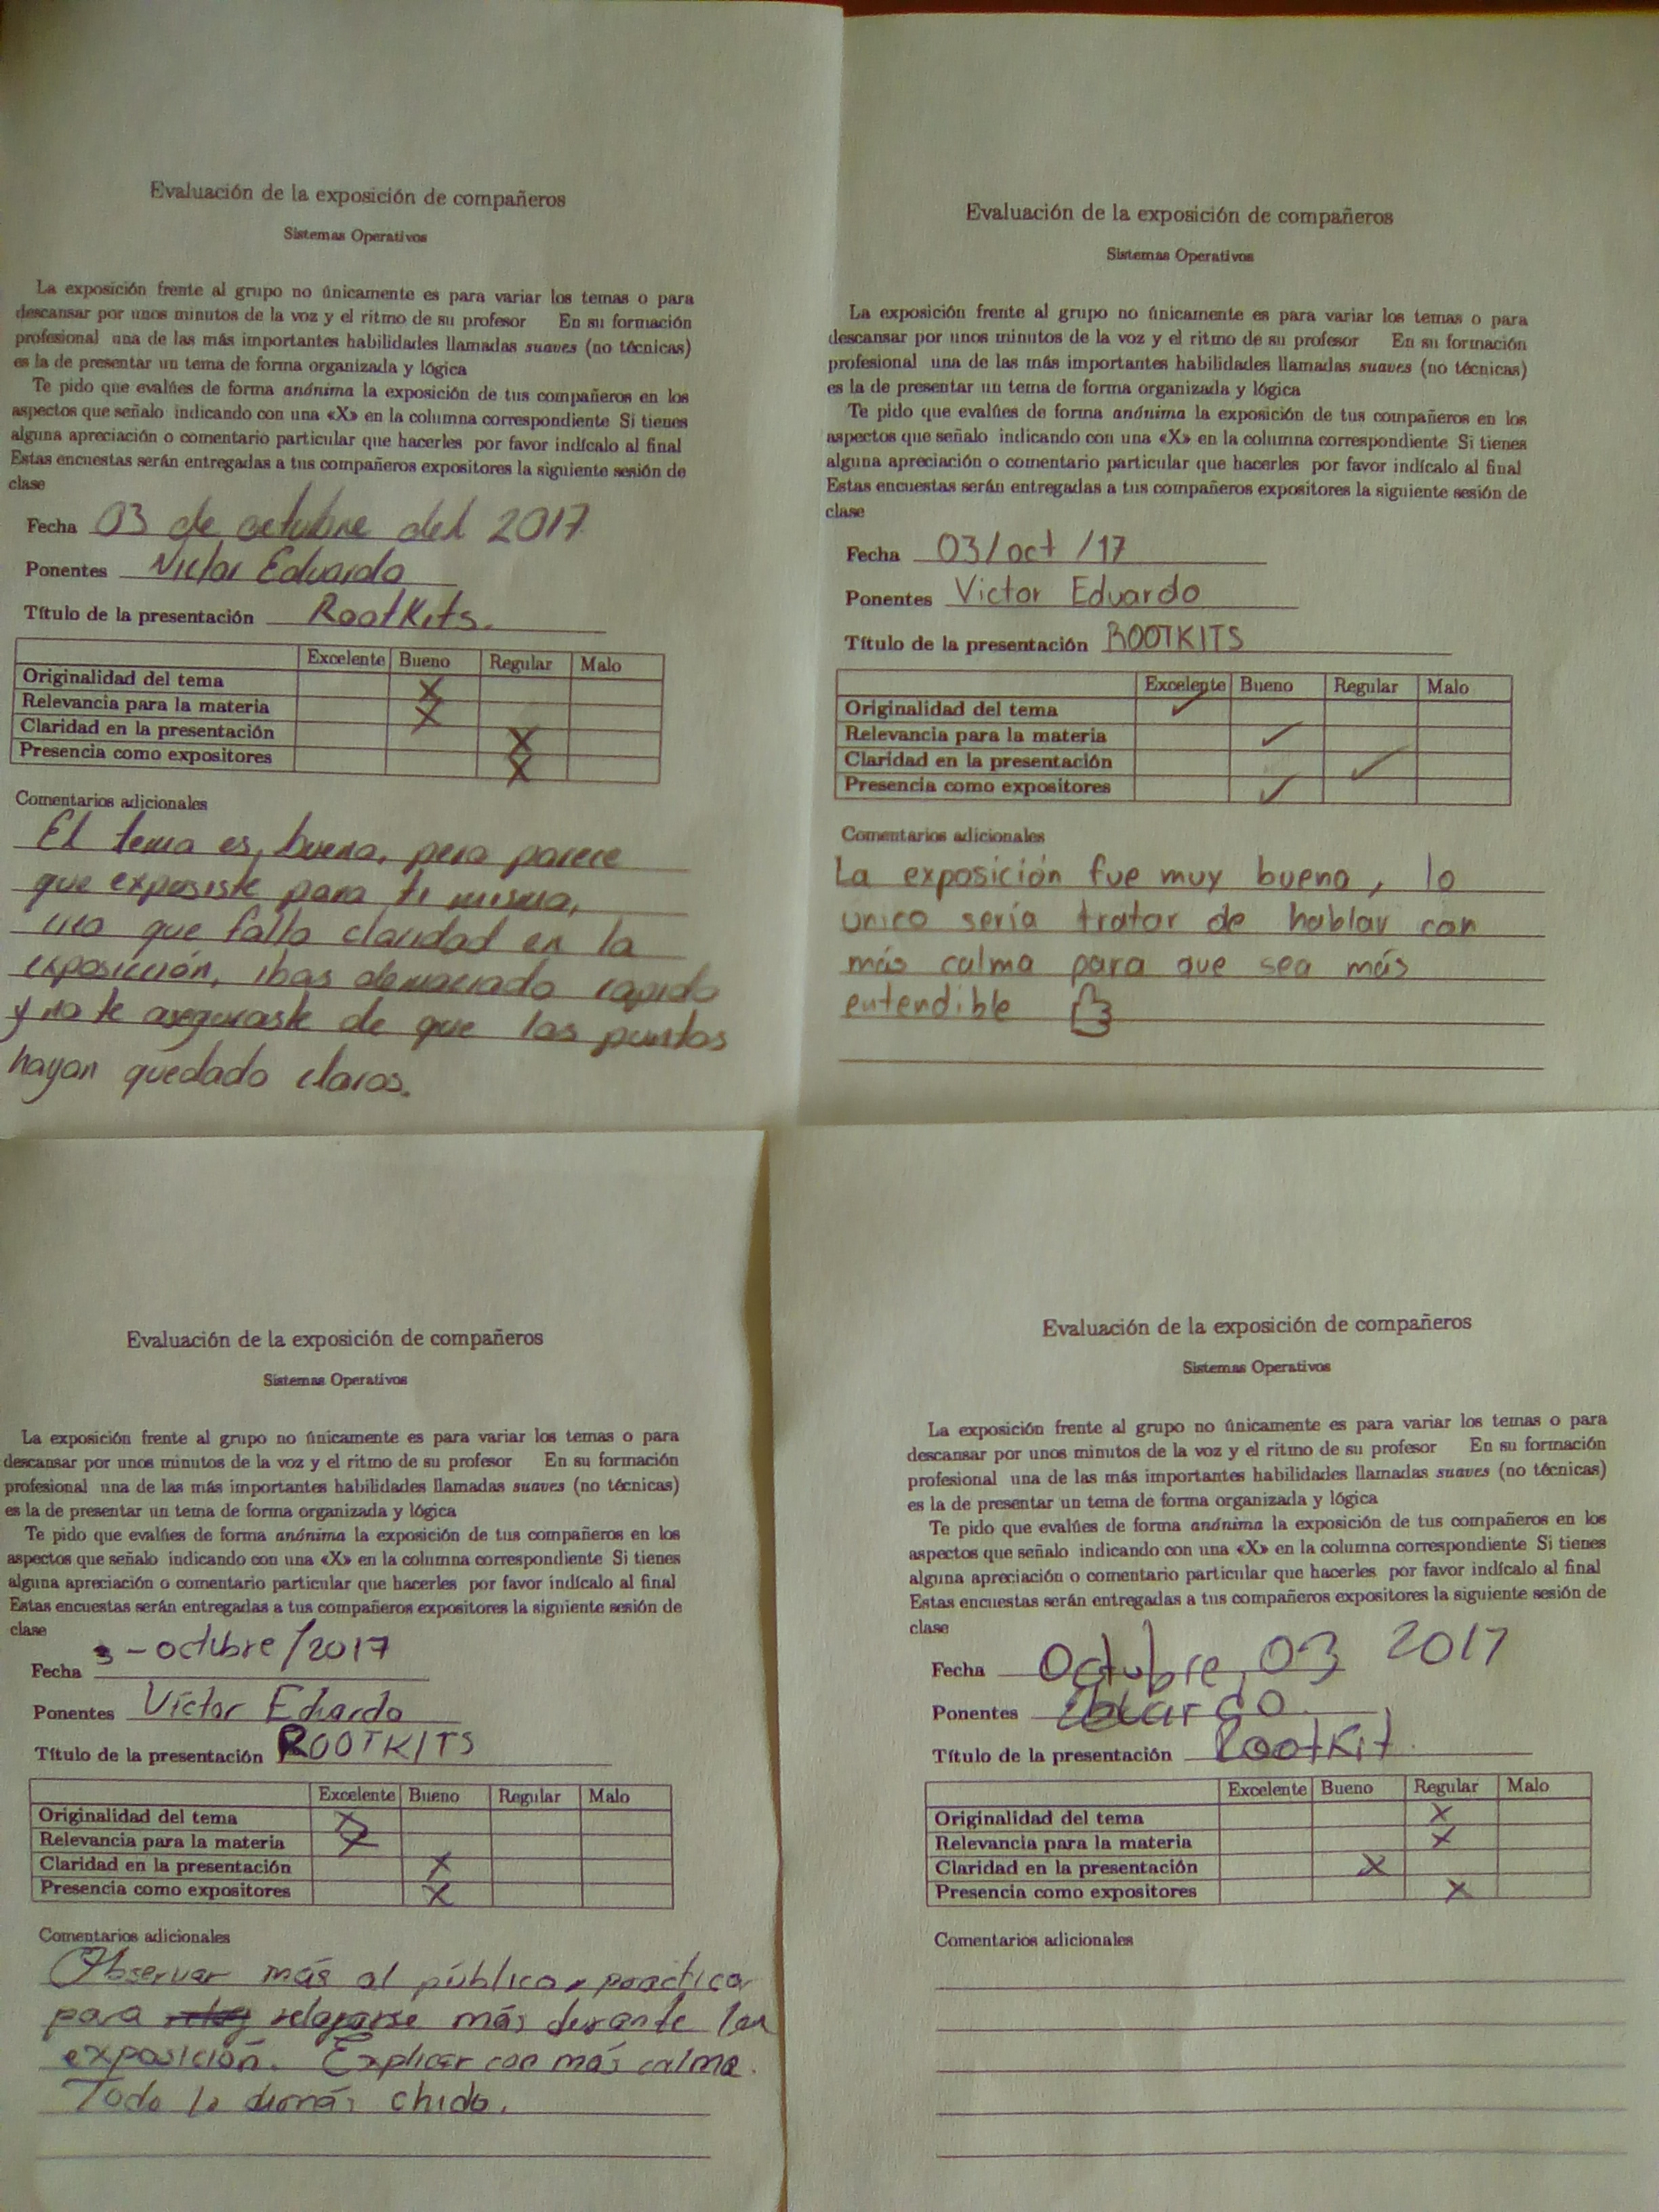 Evaluación de la exposición de compañeros
Sistemas Operativos
La exposición frente al grupo no únicamente es para variar los temas o para
descansar por unos minutos de la voz y el ritmo de su profesor En su formación
profesional una de las más importantes habilidades llamadas suaves (no técnicas)
es la de presentar un tema de forma organizada y lógica
Te pido que evalúes de forma anónima la exposición de tus compañeros en los
aspectos que señalo indicando con una «X» en la columna correspondiente Si tienes
alguna apreciación o comentario particular que hacerles por favor indícalo al final
Estas encuestas serán entregadas a tus compañeros expositores la siguiente sesión de
clase
Fecha 03 de octubre del 2017
Ponentes Victor Eduardo
Título de la presentación RootKits.
Excelente Bueno Regular Malo
Originalidad del tema X
Relevancia para la materia X
Claridad en la presentación X
Presencia como expositores X
Comentarios adicionales
El tema es bueno, pero parece
que exposiste para ti mismo,
creo que falto claridad en la
exposición, ibas demaciado rapido
y no te aseguraste de que los puntos
hayan quedado claros.
Evaluación de la exposición de compañeros
Sistemas Operativos
La exposición frente al grupo no únicamente es para variar los temas o para
descansar por unos minutos de la voz y el ritmo de su profesor En su formación
profesional una de las más importantes habilidades llamadas suaves (no técnicas)
es la de presentar un tema de forma organizada y lógica
Te pido que evalúes de forma anónima la exposición de tus compañeros en los
aspectos que señalo indicando con una «X» en la columna correspondiente Si tienes
alguna apreciación o comentario particular que hacerles por favor indícalo al final
Estas encuestas serán entregadas a tus compañeros expositores la siguiente sesión de
clase
Fecha 03/oct/17
Ponentes Victor Eduardo
Título de la presentación ROOTKITS
Excelente Bueno Regular Malo
Originalidad del tema ✓
Relevancia para la materia ✓
Claridad en la presentación ✓
Presencia como expositores ✓
Comentarios adicionales
La exposición fue muy buena, lo
unico sería tratar de hablar con
más calma para que sea más
entendible
Evaluación de la exposición de compañeros
Sistemas Operativos
La exposición frente al grupo no únicamente es para variar los temas o para
descansar por unos minutos de la voz y el ritmo de su profesor En su formación
profesional una de las más importantes habilidades llamadas suaves (no técnicas)
es la de presentar un tema de forma organizada y lógica
Te pido que evalúes de forma anónima la exposición de tus compañeros en los
aspectos que señalo indicando con una «X» en la columna correspondiente Si tienes
alguna apreciación o comentario particular que hacerles por favor indícalo al final
Estas encuestas serán entregadas a tus compañeros expositores la siguiente sesión de
clase
Fecha 3-octubre/2017
Ponentes Víctor Eduardo
Título de la presentación ROOTKITS
Excelente Bueno Regular Malo
Originalidad del tema X
Relevancia para la materia X
Claridad en la presentación X
Presencia como expositores X
Comentarios adicionales
Observar más al público, practicar
para relajarse más durante la
exposición. Explicar con más calma.
Todo lo demás chido.
Evaluación de la exposición de compañeros
Sistemas Operativos
La exposición frente al grupo no únicamente es para variar los temas o para
descansar por unos minutos de la voz y el ritmo de su profesor En su formación
profesional una de las más importantes habilidades llamadas suaves (no técnicas)
es la de presentar un tema de forma organizada y lógica
Te pido que evalúes de forma anónima la exposición de tus compañeros en los
aspectos que señalo indicando con una «X» en la columna correspondiente Si tienes
alguna apreciación o comentario particular que hacerles por favor indícalo al final
Estas encuestas serán entregadas a tus compañeros expositores la siguiente sesión de
clase
Fecha Octubre, 03 2017
Ponentes Eduardo
Título de la presentación RootKit.
Excelente Bueno Regular Malo
Originalidad del tema X
Relevancia para la materia X
Claridad en la presentación X
Presencia como expositores X
Comentarios adicionales